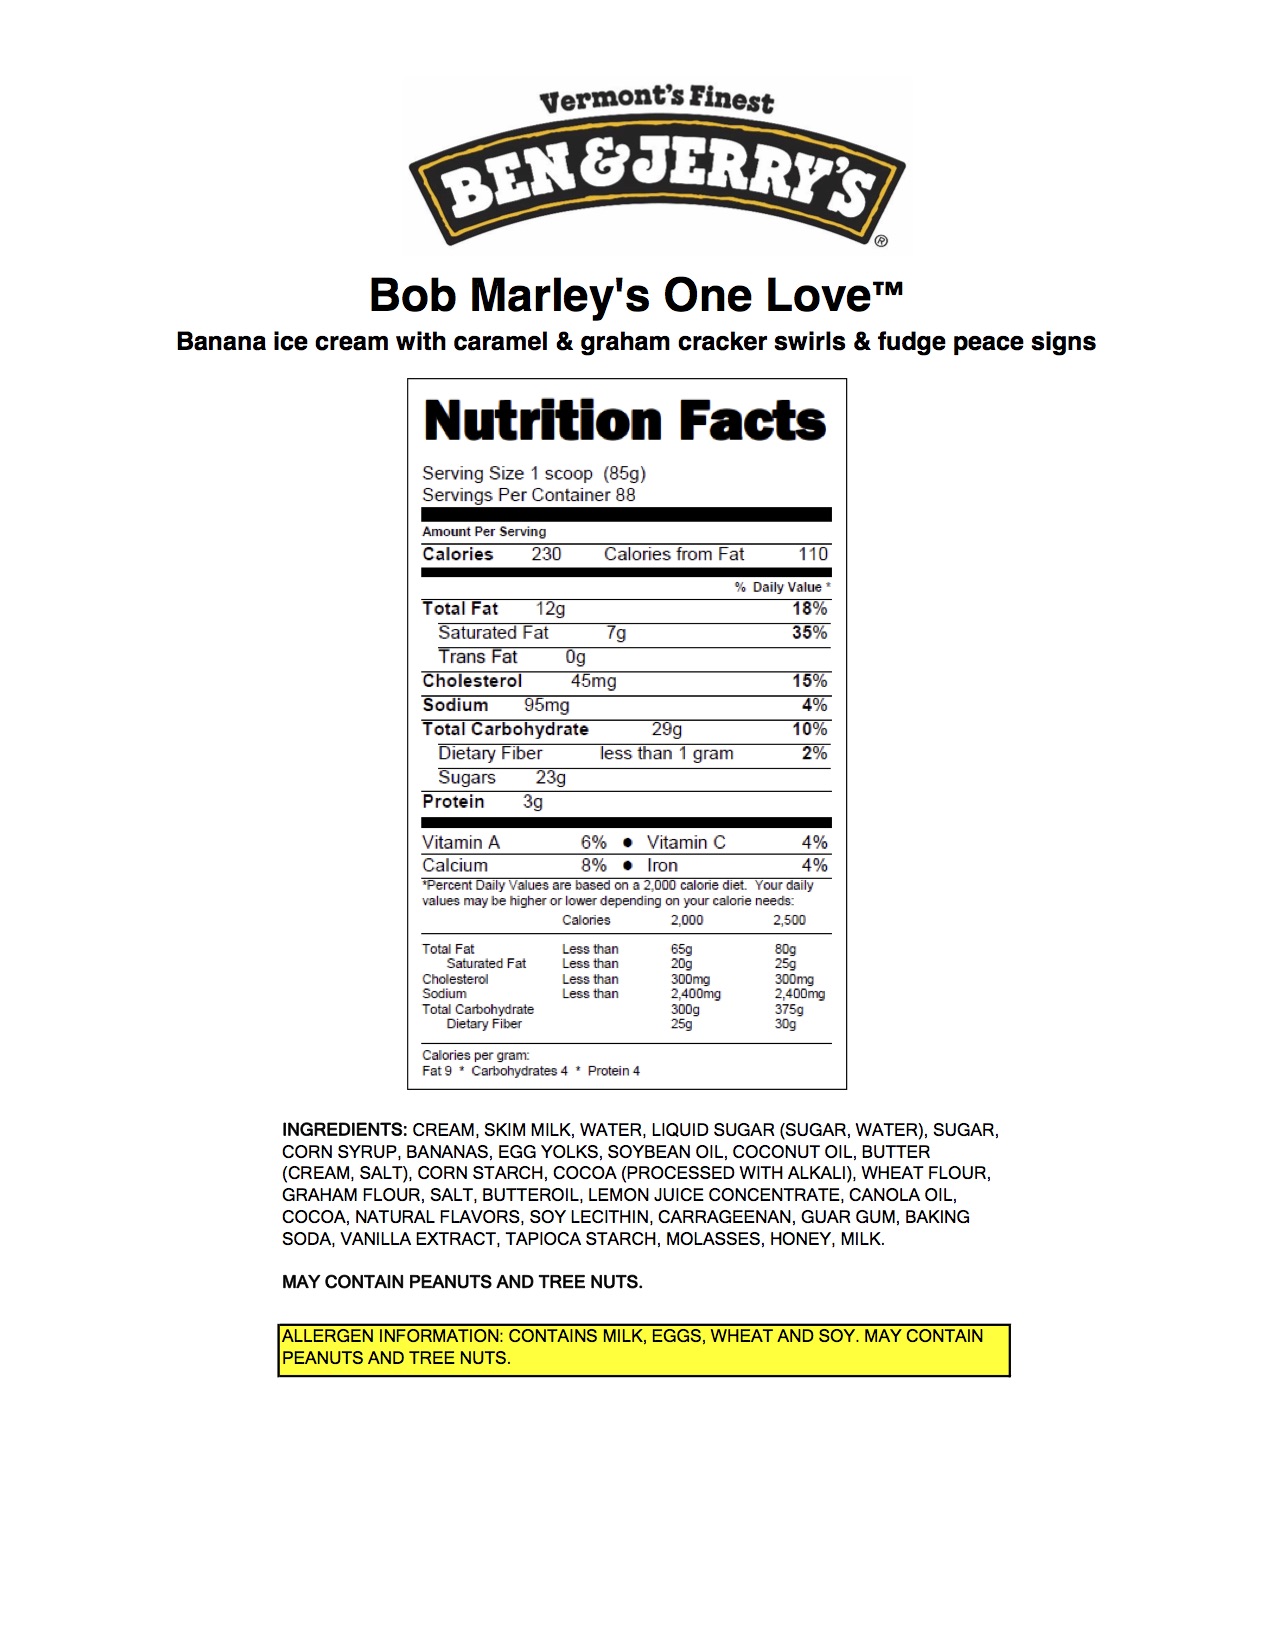 Vermont's Finest
BEN & JERRY'S®
Bob Marley's One Love™
Banana ice cream with caramel & graham cracker swirls & fudge peace signs
Nutrition Facts
Serving Size 1 scoop (85g)
Servings Per Container 88
Amount Per Serving
Calories 230 Calories from Fat 110
% Daily Value *
Total Fat 12g 18%
Saturated Fat 7g 35%
Trans Fat 0g
Cholesterol 45mg 15%
Sodium 95mg 4%
Total Carbohydrate 29g 10%
Dietary Fiber less than 1 gram 2%
Sugars 23g
Protein 3g
Vitamin A 6% ● Vitamin C 4%
Calcium 8% ● Iron 4%
*Percent Daily Values are based on a 2,000 calorie diet. Your daily
values may be higher or lower depending on your calorie needs:
Calories 2,000 2,500
Total Fat Less than 65g 80g
Saturated Fat Less than 20g 25g
Cholesterol Less than 300mg 300mg
Sodium Less than 2,400mg 2,400mg
Total Carbohydrate 300g 375g
Dietary Fiber 25g 30g
Calories per gram:
Fat 9 * Carbohydrates 4 * Protein 4
INGREDIENTS: CREAM, SKIM MILK, WATER, LIQUID SUGAR (SUGAR, WATER), SUGAR,
CORN SYRUP, BANANAS, EGG YOLKS, SOYBEAN OIL, COCONUT OIL, BUTTER
(CREAM, SALT), CORN STARCH, COCOA (PROCESSED WITH ALKALI), WHEAT FLOUR,
GRAHAM FLOUR, SALT, BUTTEROIL, LEMON JUICE CONCENTRATE, CANOLA OIL,
COCOA, NATURAL FLAVORS, SOY LECITHIN, CARRAGEENAN, GUAR GUM, BAKING
SODA, VANILLA EXTRACT, TAPIOCA STARCH, MOLASSES, HONEY, MILK.
MAY CONTAIN PEANUTS AND TREE NUTS.
ALLERGEN INFORMATION: CONTAINS MILK, EGGS, WHEAT AND SOY. MAY CONTAIN
PEANUTS AND TREE NUTS.